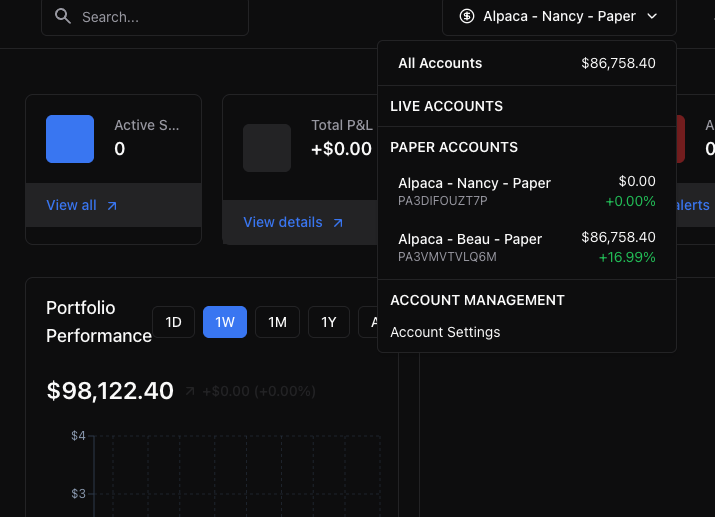 Search...
Alpaca - Nancy - Paper
All Accounts $86,758.40
LIVE ACCOUNTS
PAPER ACCOUNTS
Alpaca - Nancy - Paper $0.00
PA3DIFOUZT7P +0.00%
Alpaca - Beau - Paper $86,758.40
PA3VMVTVLQ6M +16.99%
ACCOUNT MANAGEMENT
Account Settings
Active S...
0
View all
Total P&L
+$0.00
View details
A
0
alerts
Portfolio
Performance
1D 1W 1M 1Y A
$98,122.40 +$0.00 (+0.00%)
$4
$3